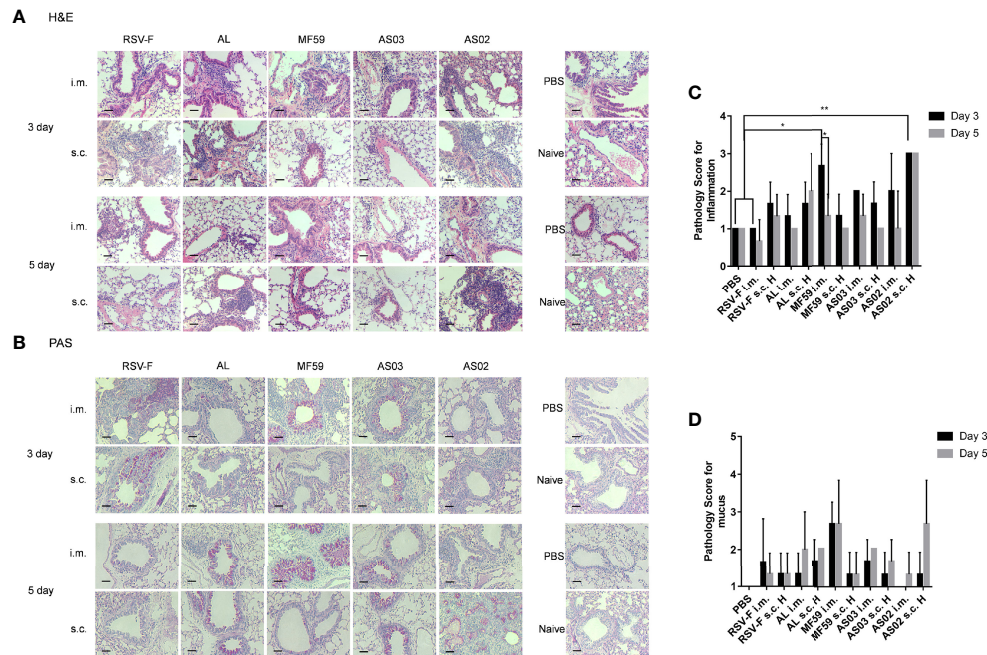 A H&E
RSV-F AL MF59 AS03 AS02
i.m.
3 day
s.c.
i.m.
5 day
s.c.
PBS
Naive
PBS
Naive
B PAS
RSV-F AL MF59 AS03 AS02
i.m.
3 day
s.c.
i.m.
5 day
s.c.
PBS
Naive
PBS
Naive
C
Day 3
Day 5
Pathology Score for
Inflammation
4
3
2
1
0
*
*
**
PBS
RSV-F i.m.
RSV-F s.c. H
AL i.m.
AL s.c. H
MF59 i.m.
MF59 s.c. H
AS03 i.m.
AS03 s.c. H
AS02 i.m.
AS02 s.c. H
D
Day 3
Day 5
Pathology Score for
mucus
5
4
3
2
1
PBS
RSV-F i.m.
RSV-F s.c. H
AL i.m.
AL s.c. H
MF59 i.m.
MF59 s.c. H
AS03 i.m.
AS03 s.c. H
AS02 i.m.
AS02 s.c. H